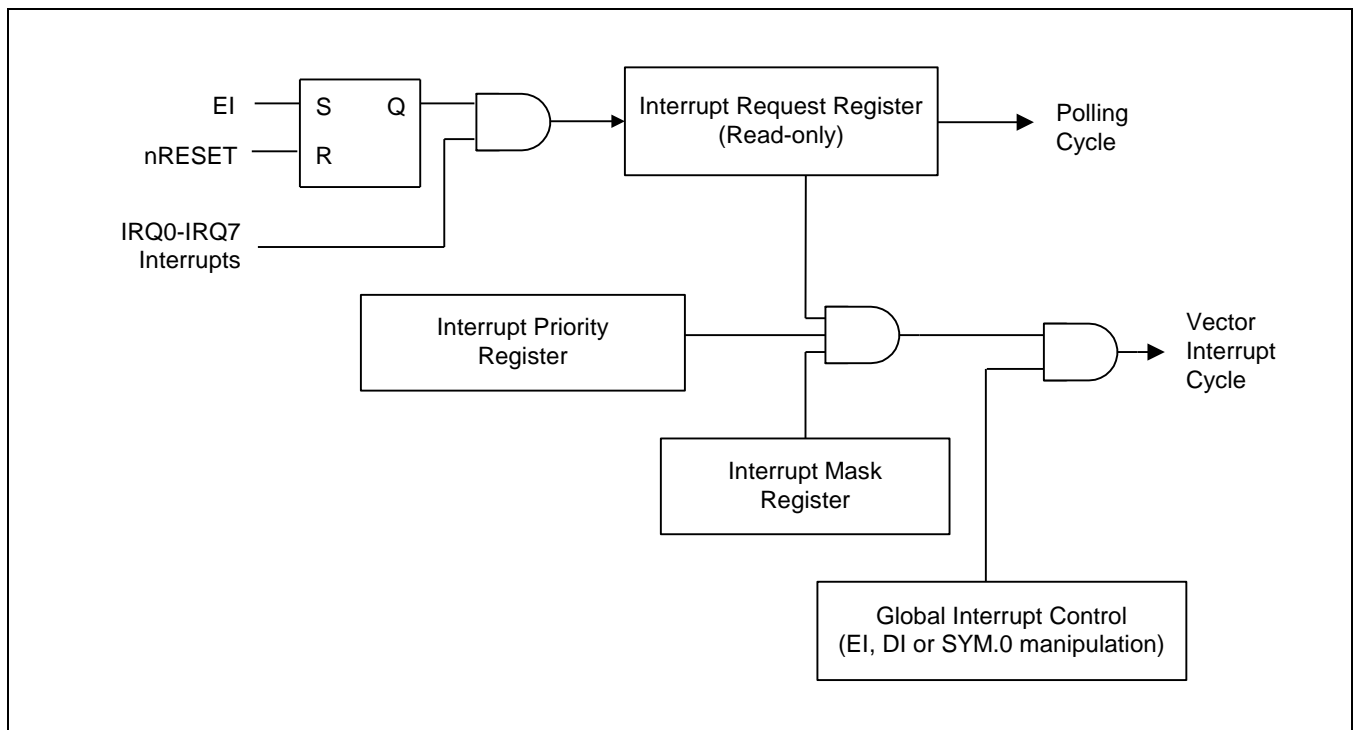 EI
S
Q
nRESET
R
IRQ0-IRQ7
Interrupts
Interrupt Request Register
(Read-only)
Polling
Cycle
Interrupt Priority
Register
Vector
Interrupt
Cycle
Interrupt Mask
Register
Global Interrupt Control
(EI, DI or SYM.0 manipulation)